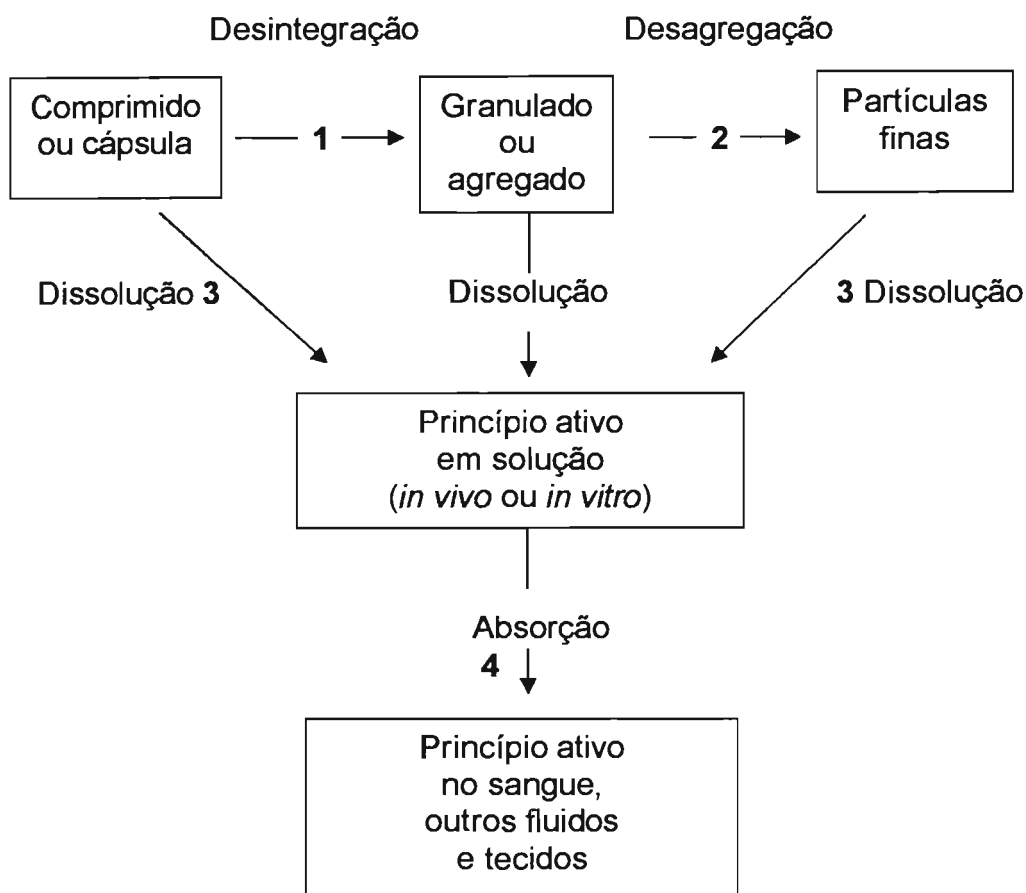 Desintegração
Desagregação
Comprimido
ou cápsula
1
Granulado
ou
agregado
2
Partículas
finas
Dissolução 3
Dissolução
3 Dissolução
Princípio ativo
em solução
(in vivo ou in vitro)
Absorção
4
Princípio ativo
no sangue,
outros fluidos
e tecidos